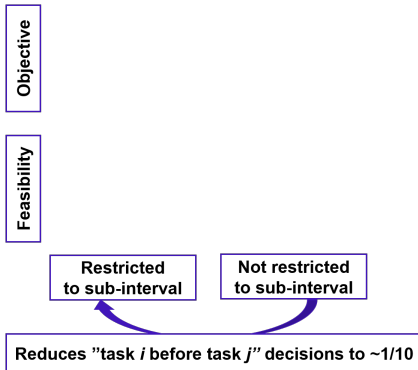 Objective
Feasibility
Restricted
to sub-interval
Not restricted
to sub-interval
Reduces ”task i before task j” decisions to ~1/10